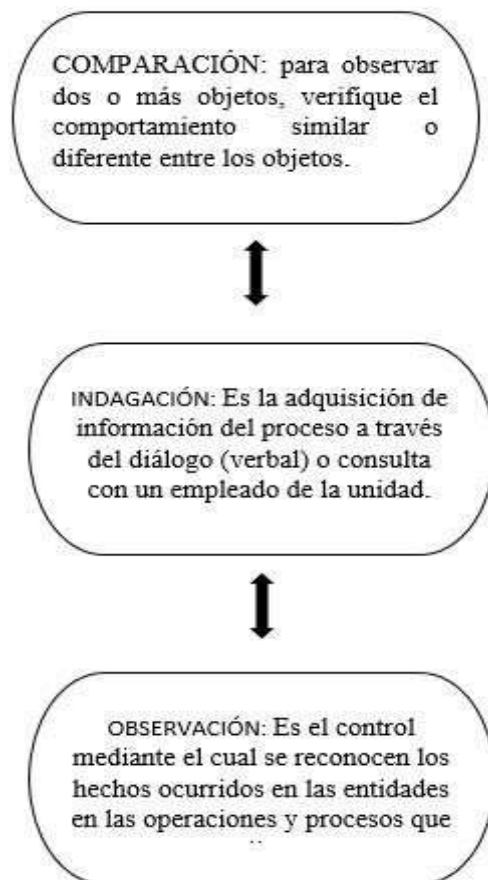 COMPARACIÓN: para observar
dos o más objetos, verifique el
comportamiento similar o
diferente entre los objetos.
INDAGACIÓN: Es la adquisición de
información del proceso a través
del diálogo (verbal) o consulta
con un empleado de la unidad.
OBSERVACIÓN: Es el control
mediante el cual se reconocen los
hechos ocurridos en las entidades
en las operaciones y procesos que